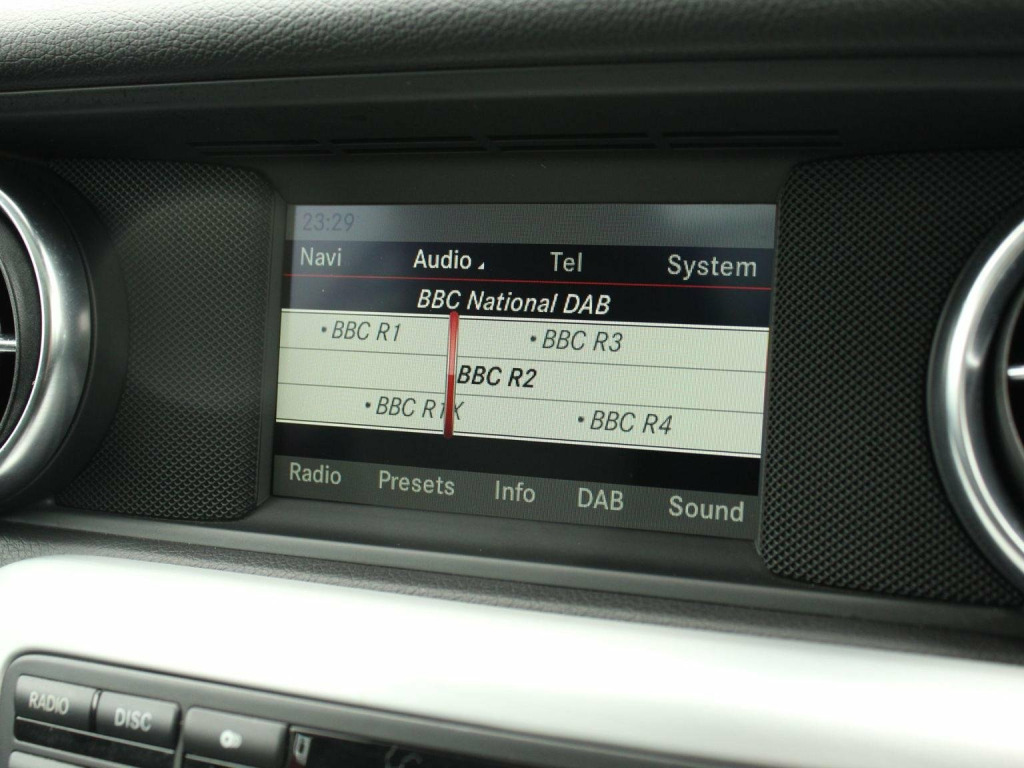 23:29
Navi Audio Tel System
BBC National DAB
• BBC R1 • BBC R3
BBC R2
• BBC R1X • BBC R4
Radio Presets Info DAB Sound
RADIO DISC